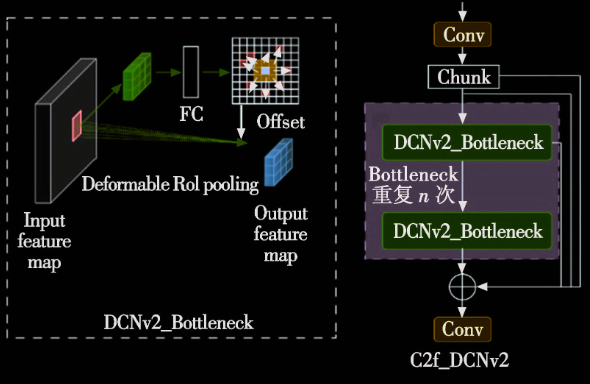 FC
Offset
Deformable RoI pooling
Input
feature
map
Output
feature
map
DCNv2_Bottleneck
Conv
Chunk
DCNv2_Bottleneck
Bottleneck
重复 n 次
DCNv2_Bottleneck
Conv
C2f_DCNv2